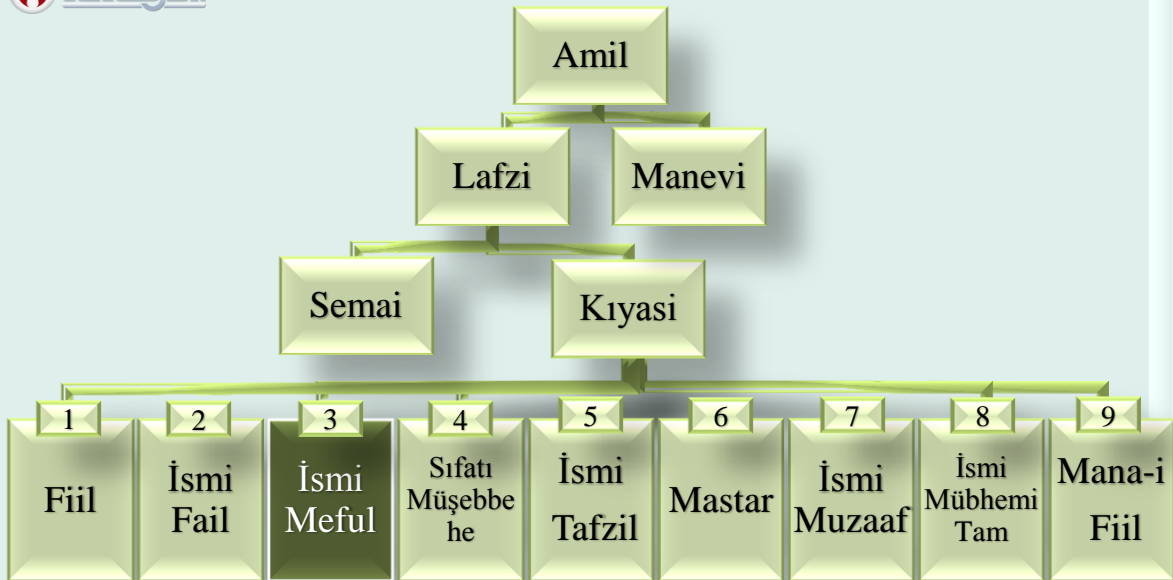 Amil
Lafzi
Manevi
Semai
Kıyasi
1
2
3
4
5
6
7
8
9
Fiil
İsmi
Fail
İsmi
Meful
Sıfatı
Müşebbe
he
İsmi
Tafzil
Mastar
İsmi
Muzaaf
İsmi
Mübhemi
Tam
Mana-i
Fiil